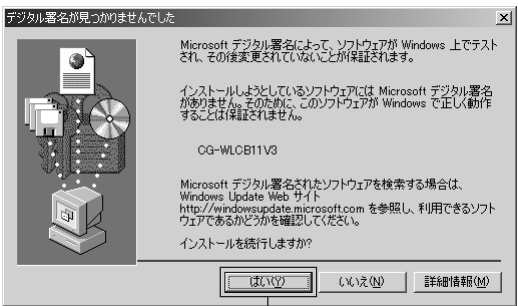 デジタル署名が見つかりませんでした
Microsoft デジタル署名によって、ソフトウェアが Windows 上でテスト
され、その後変更されていないことが保証されます。
インストールしようとしているソフトウェアには Microsoft デジタル署名
がありません。そのために、このソフトウェアが Windows で正しく動作
することは保証されません。
CG-WLCB11V3
Microsoft デジタル署名されたソフトウェアを検索する場合は、
Windows Update Web サイト
http://windowsupdate.microsoft.com を参照し、利用できるソフト
ウェアであるかどうかを確認してください。
インストールを続行しますか?
はい(Y) いいえ(N) 詳細情報(M)